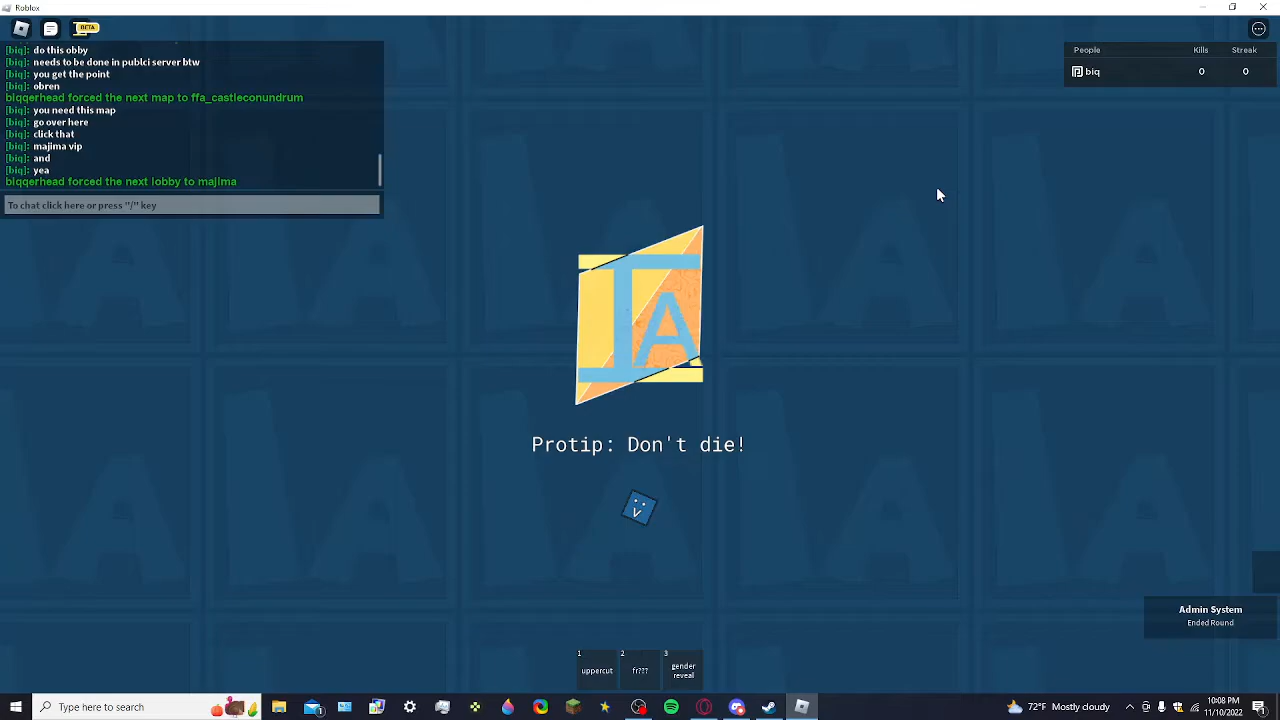 Roblox
BETA
[biq]: do this obby
[biq]: needs to be done in publci server btw
[biq]: you get the point
[biq]: obren
biqqerhead forced the next map to ffa_castleconundrum
[biq]: you need this map
[biq]: go over here
[biq]: click that
[biq]: majima vip
[biq]: and
[biq]: yea
biqqerhead forced the next lobby to majima
To chat click here or press "/" key
People Kills Streak
biq 0 0
IA
Protip: Don't die!
Admin System
Ended Round
1 2 3
uppercut fr??? gender
reveal
Type here to search
72°F Mostly cloudy
10:08 PM
11/10/2022